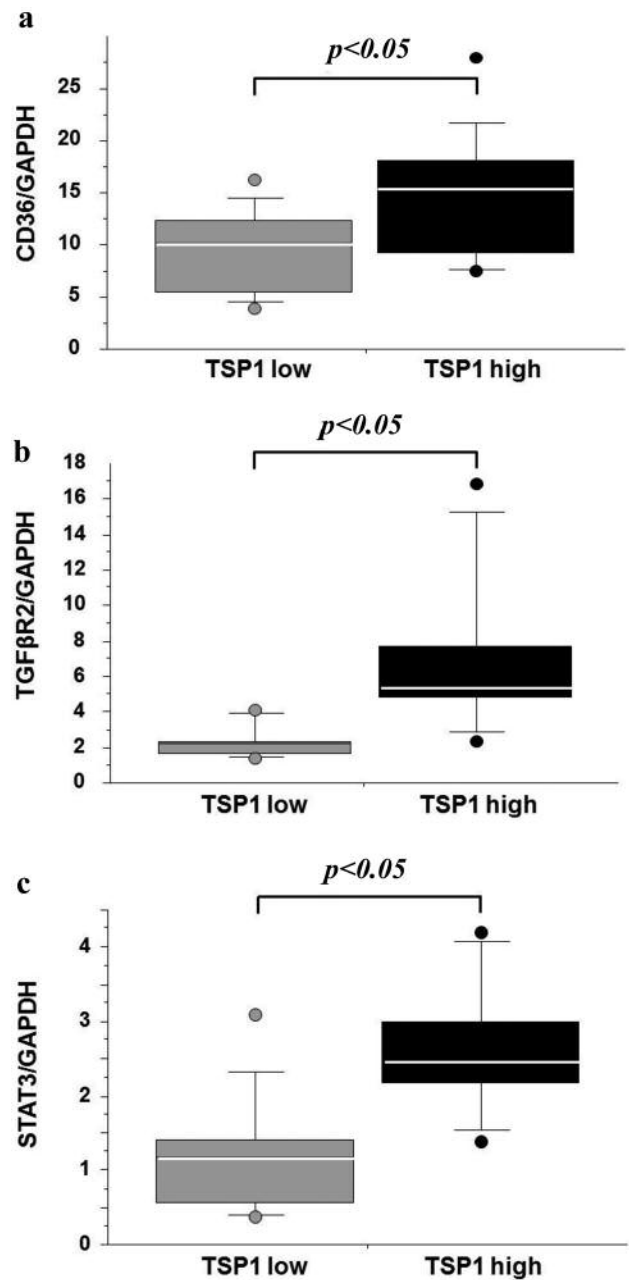 a
p<0.05
CD36/GAPDH
25
20
15
10
5
0
TSP1 low
TSP1 high
b
p<0.05
TGFβR2/GAPDH
18
16
14
12
10
8
6
4
2
0
TSP1 low
TSP1 high
c
p<0.05
STAT3/GAPDH
4
3
2
1
0
TSP1 low
TSP1 high